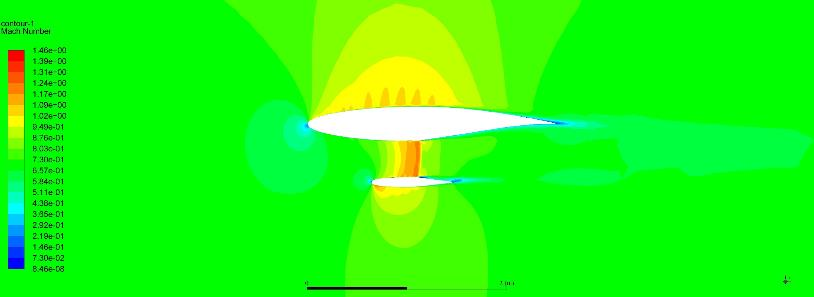 contour-1
Mach Number
1.46e+00
1.39e+00
1.31e+00
1.24e+00
1.17e+00
1.09e+00
1.02e+00
9.49e-01
8.76e-01
8.03e-01
7.30e-01
6.57e-01
5.84e-01
5.11e-01
4.38e-01
3.65e-01
2.92e-01
2.19e-01
1.46e-01
7.30e-02
8.46e-08
0